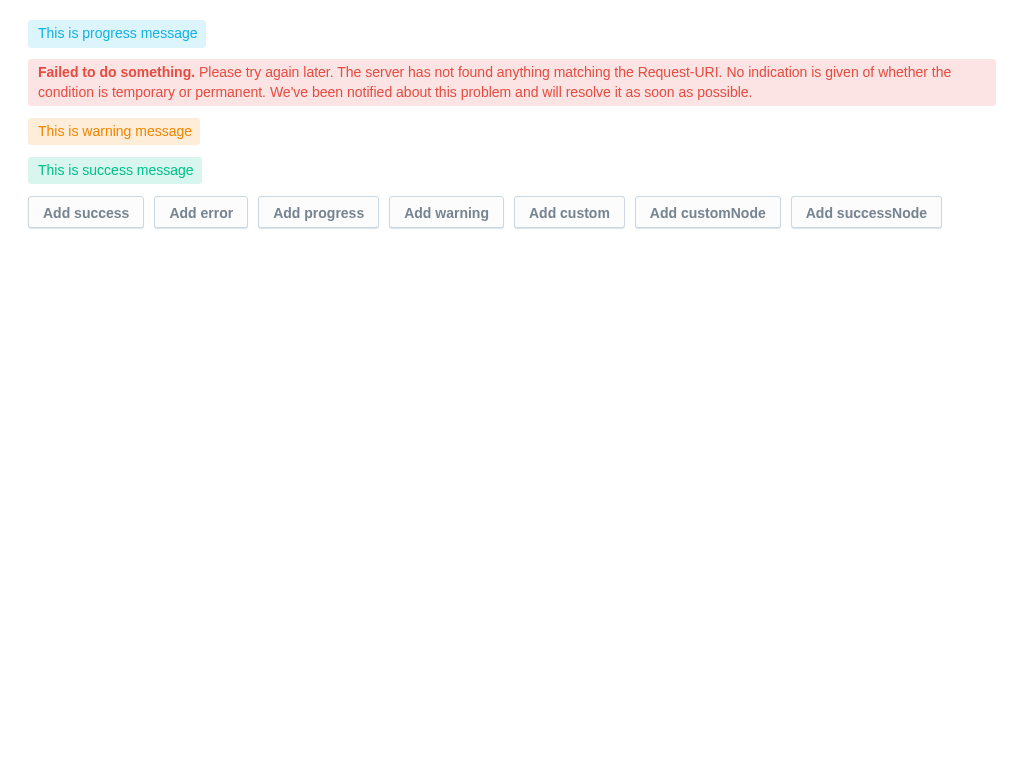 This is progress message
Failed to do something. Please try again later. The server has not found anything matching the Request-URI. No indication is given of whether the
condition is temporary or permanent. We've been notified about this problem and will resolve it as soon as possible.
This is warning message
This is success message
Add success Add error Add progress Add warning Add custom Add customNode Add successNode